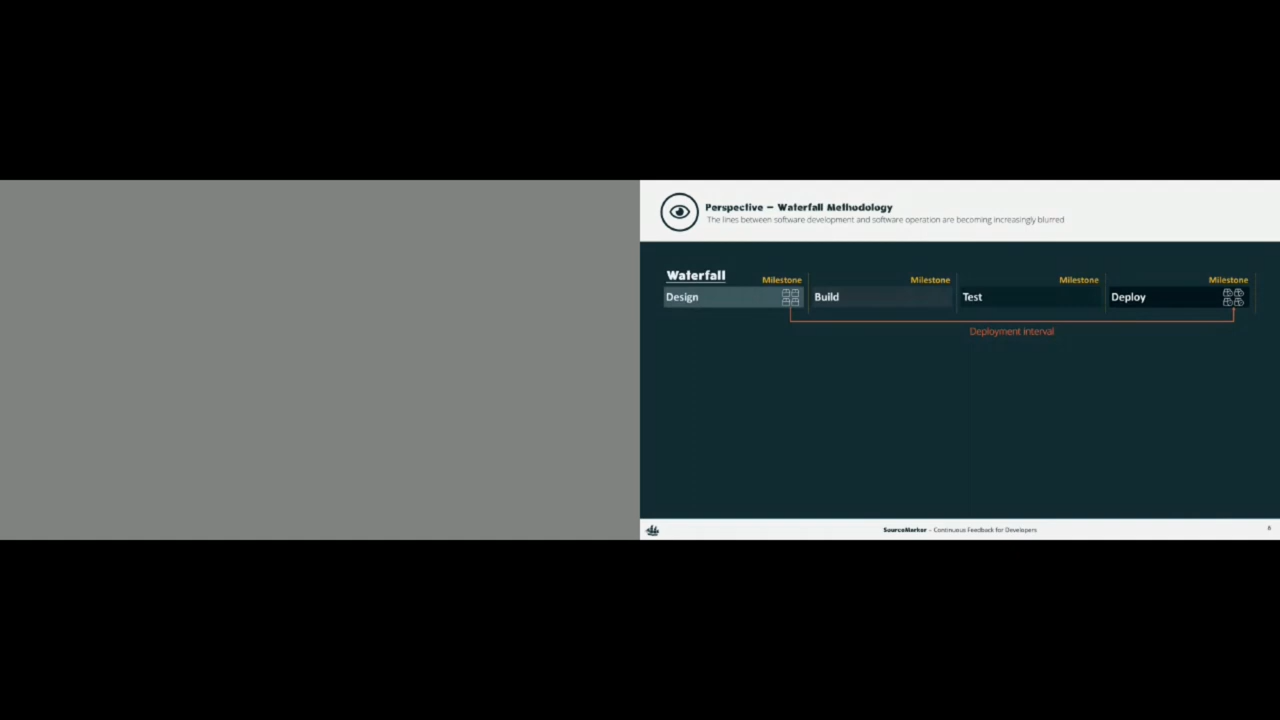 Perspective – Waterfall Methodology
The lines between software development and software operation are becoming increasingly blurred
Waterfall
Milestone Milestone Milestone Milestone
Design Build Test Deploy
Deployment interval
SourceMarker - Continuous Feedback for Developers
6